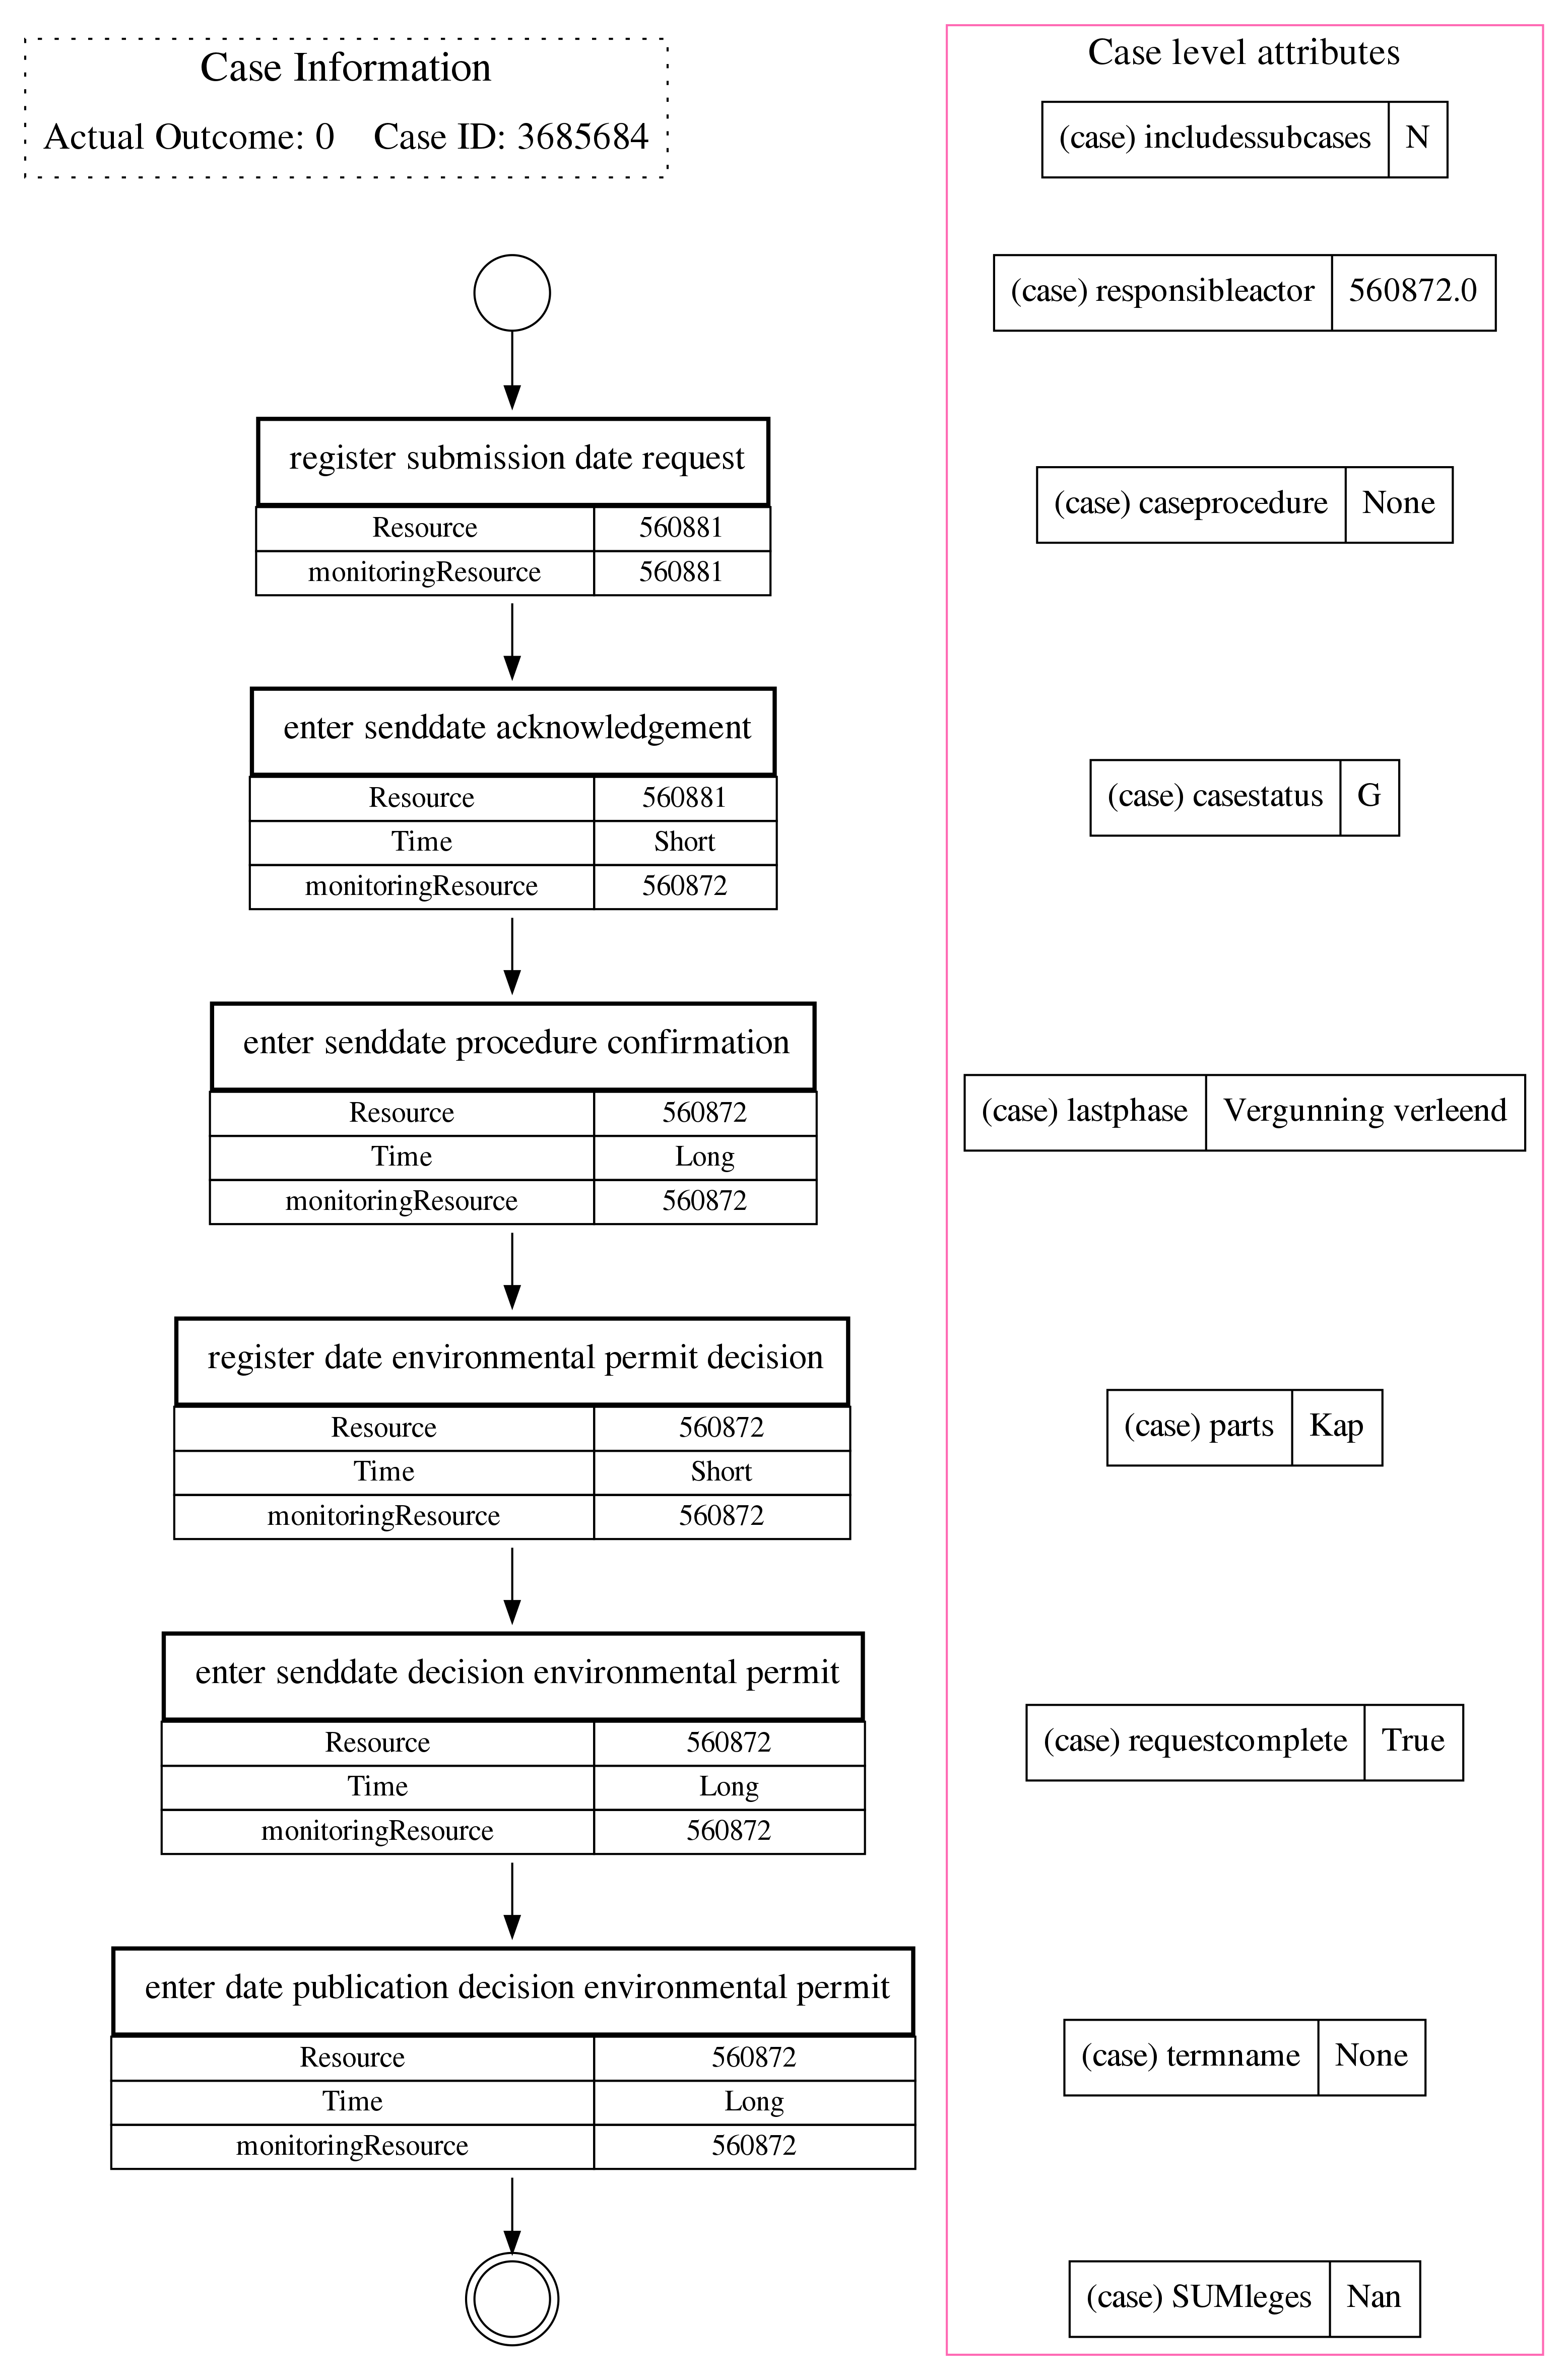 Case Information
Actual Outcome: 0 Case ID: 3685684
register submission date request
Resource 560881
monitoringResource 560881
enter senddate acknowledgement
Resource 560881
Time Short
monitoringResource 560872
enter senddate procedure confirmation
Resource 560872
Time Long
monitoringResource 560872
register date environmental permit decision
Resource 560872
Time Short
monitoringResource 560872
enter senddate decision environmental permit
Resource 560872
Time Long
monitoringResource 560872
enter date publication decision environmental permit
Resource 560872
Time Long
monitoringResource 560872
Case level attributes
(case) includessubcases N
(case) responsibleactor 560872.0
(case) caseprocedure None
(case) casestatus G
(case) lastphase Vergunning verleend
(case) parts Kap
(case) requestcomplete True
(case) termname None
(case) SUMleges Nan